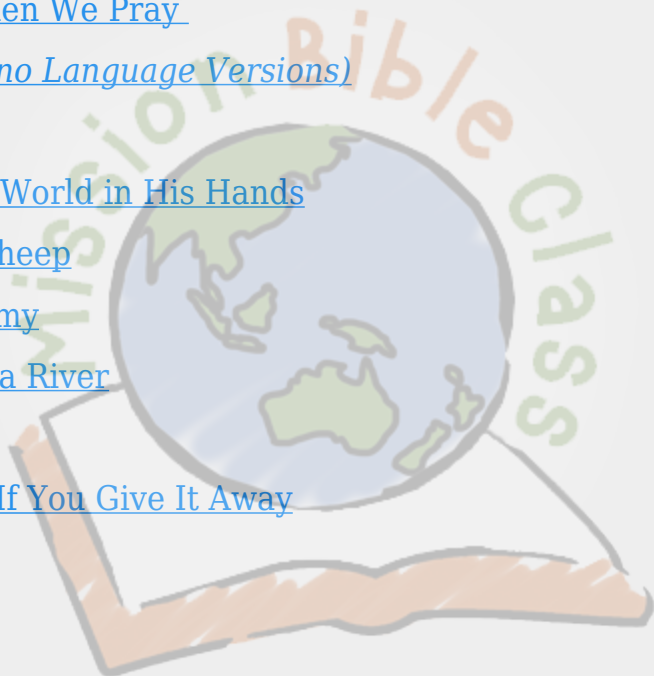 en We Pray
no Language Versions)
World in His Hands
heep
my
a River
If You Give It Away
Mission Bible Class